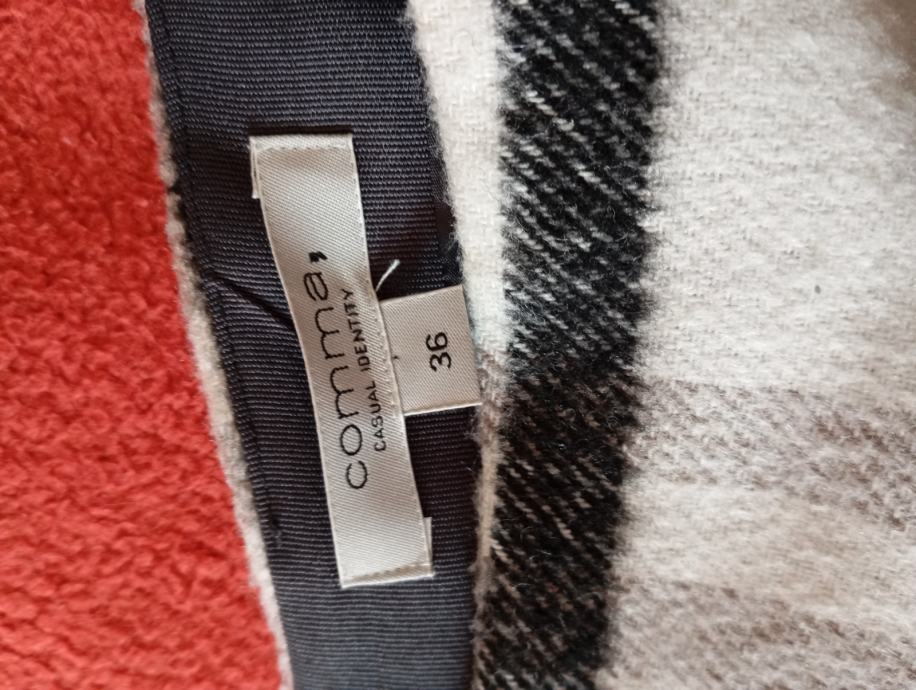 comma,
CASUAL IDENTITY
36